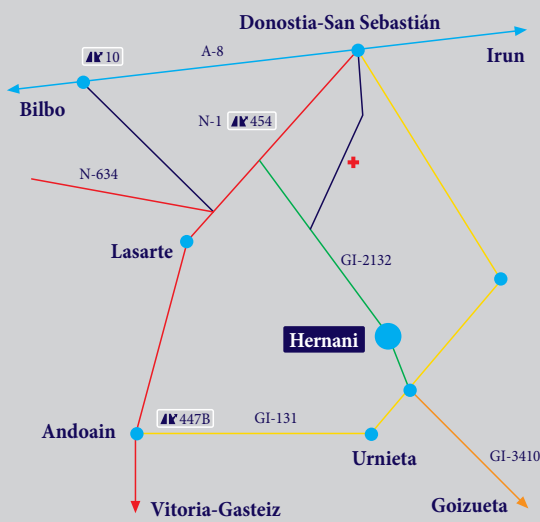 Donostia-San Sebastián
10
A-8
Irun
Bilbo
N-1
454
N-634
Lasarte
GI-2132
Hernani
447B
GI-131
Andoain
Urnieta
GI-3410
Vitoria-Gasteiz
Goizueta